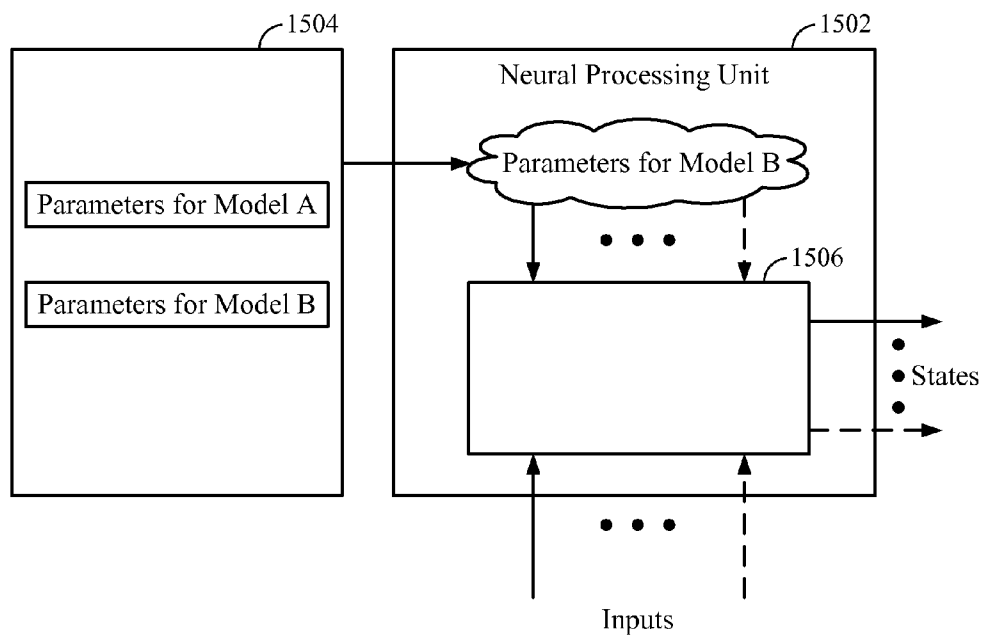 1504
1502
Neural Processing Unit
Parameters for Model B
Parameters for Model A
Parameters for Model B
1506
States
Inputs